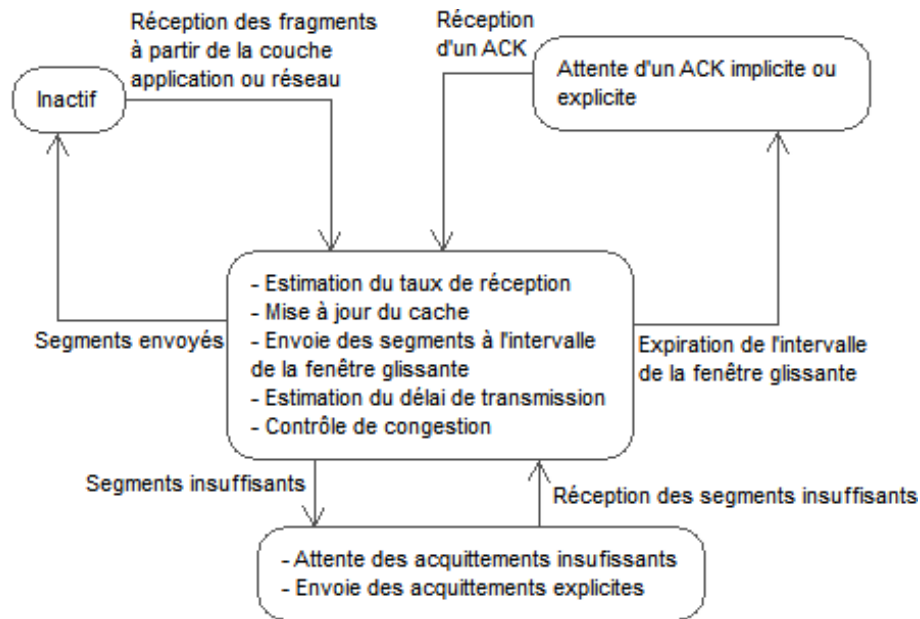 Réception des fragments
à partir de la couche
application ou réseau
Réception
d'un ACK
Inactif
Attente d'un ACK implicite ou
explicite
- Estimation du taux de réception
- Mise à jour du cache
- Envoie des segments à l'intervalle
de la fenêtre glissante
- Estimation du délai de transmission
- Contrôle de congestion
Segments envoyés
Expiration de l'intervalle
de la fenêtre glissante
Segments insuffisants
Réception des segments insuffisants
- Attente des acquittements insufissants
- Envoie des acquittements explicites